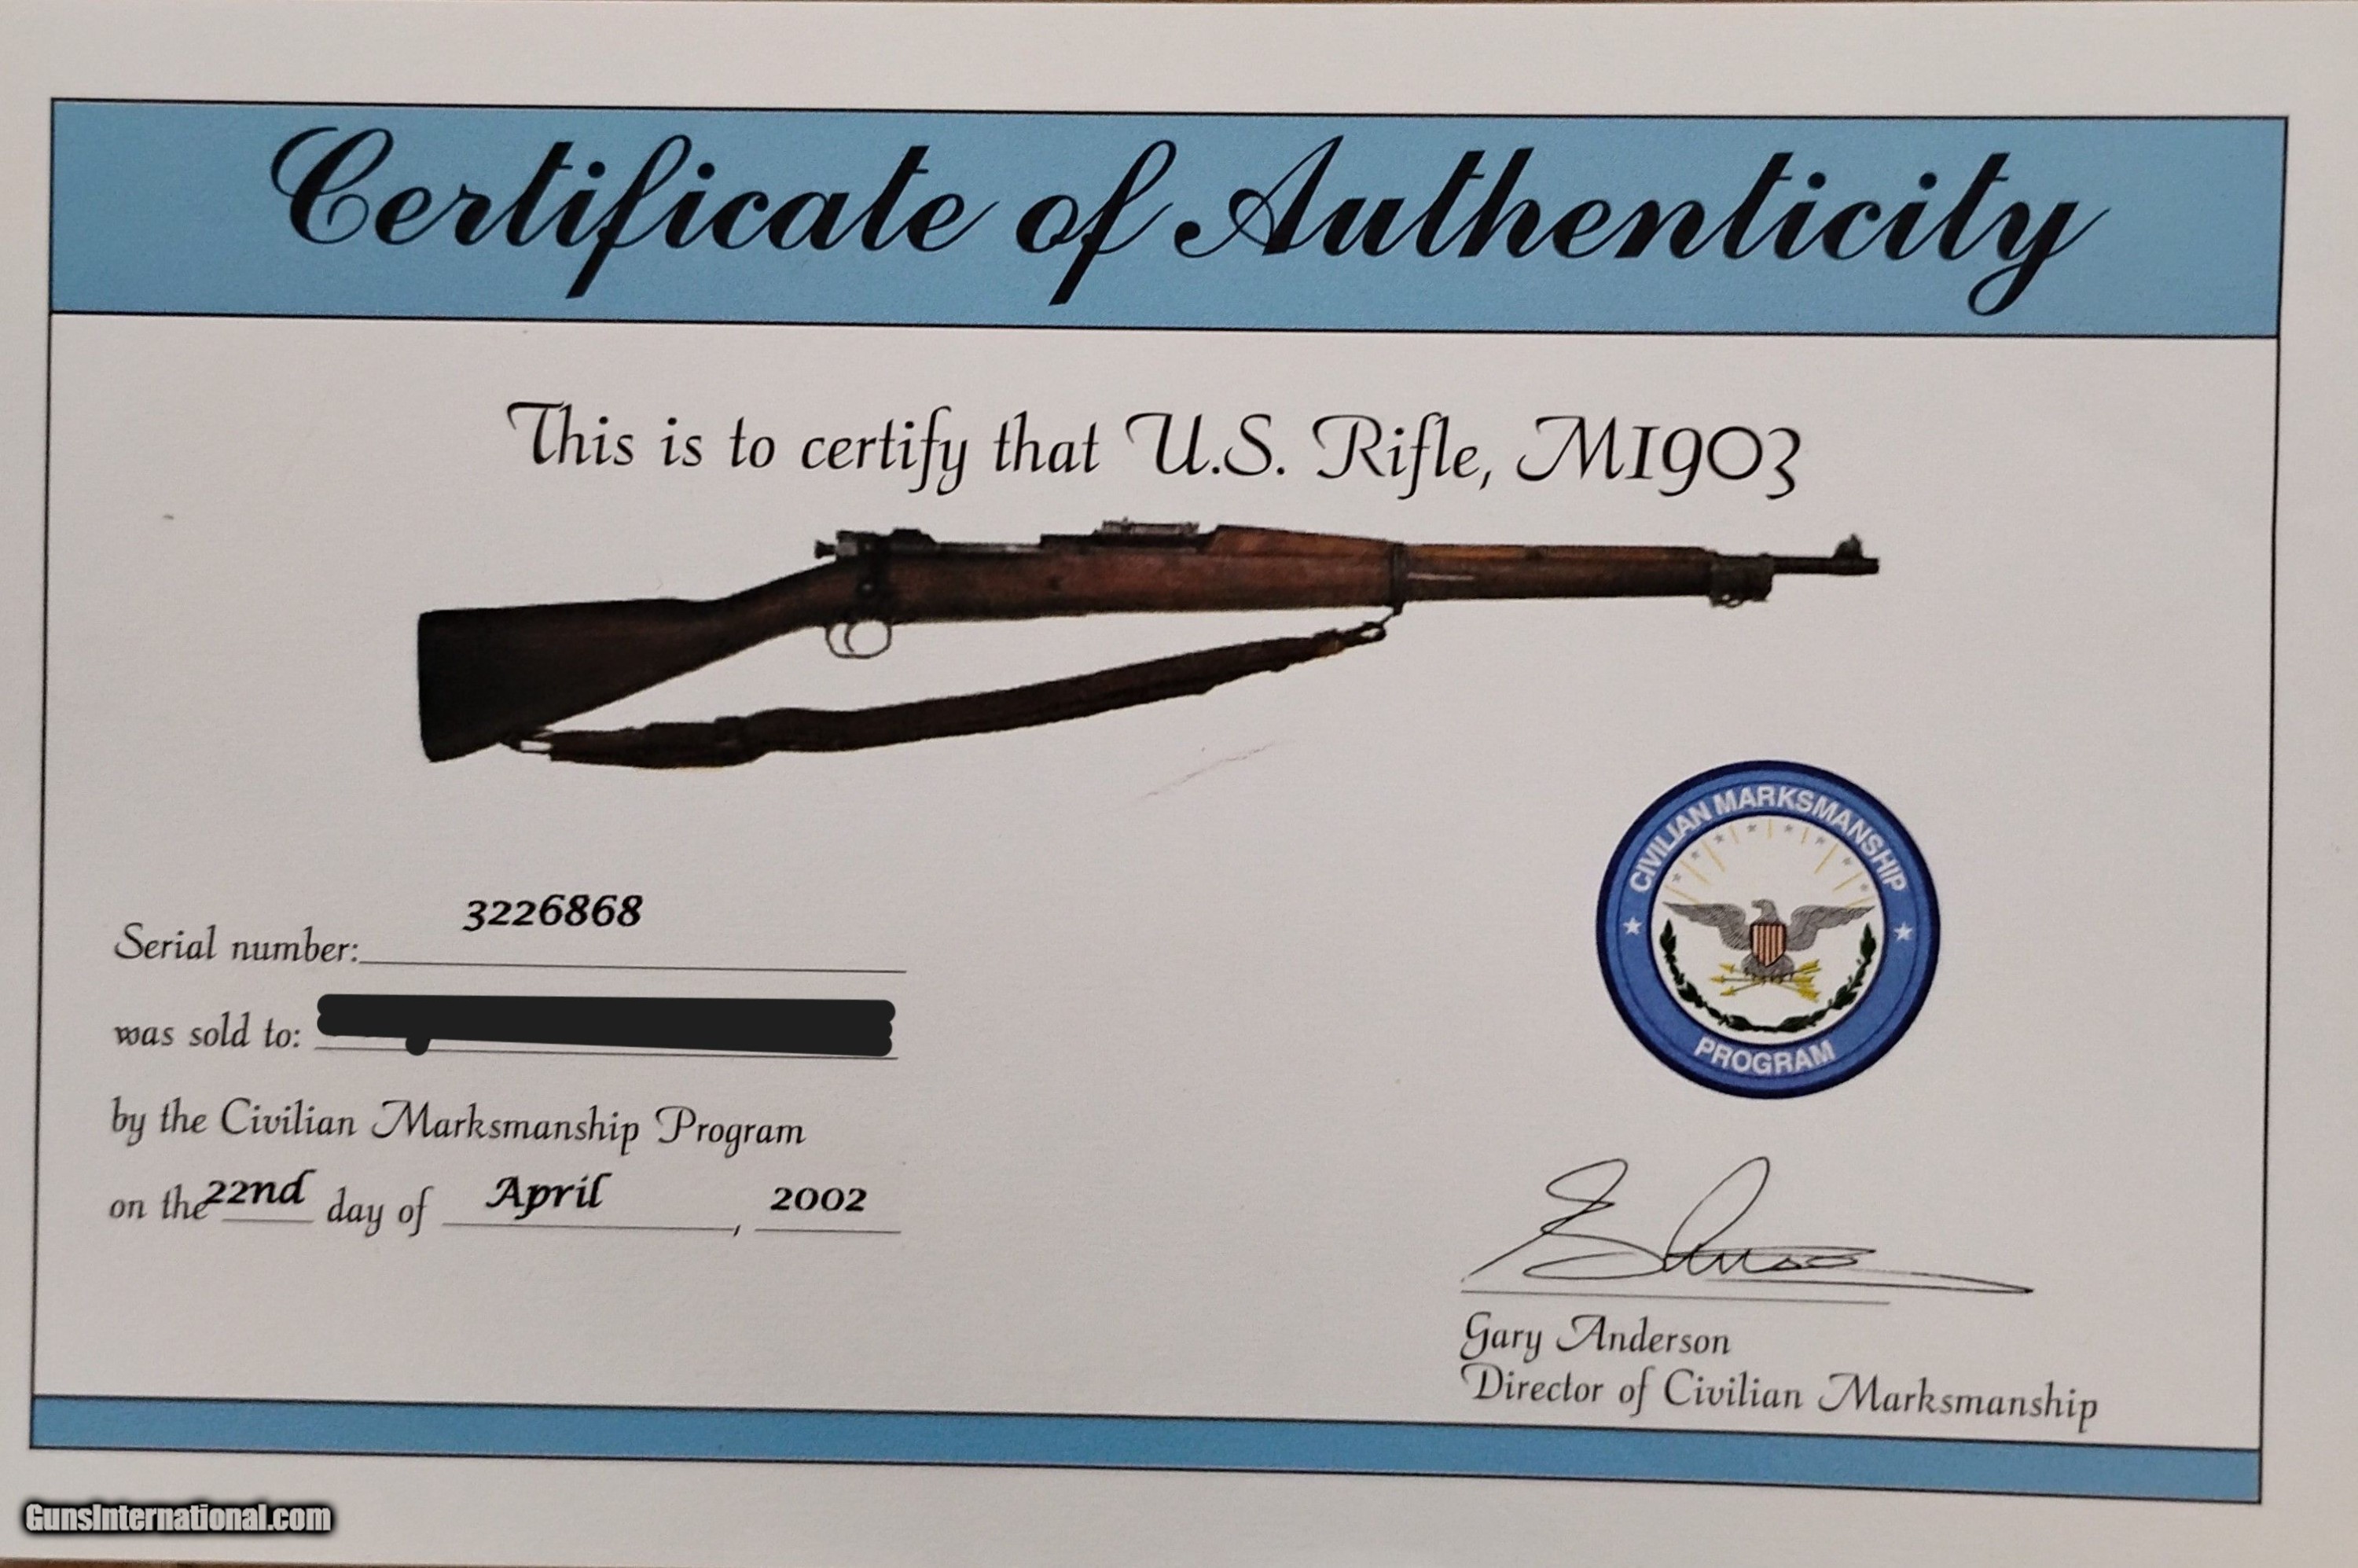 Certificate of Authenticity
This is to certify that U.S. Rifle, M1903
CIVILIAN MARKSMANSHIP
PROGRAM
Serial number: 3226868
was sold to:
by the Civilian Marksmanship Program
on the 22nd day of April, 2002
Gary Anderson
Director of Civilian Marksmanship
GunsInternational.com